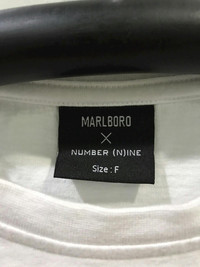 MARLBORO
X
NUMBER (N)INE
Size : F